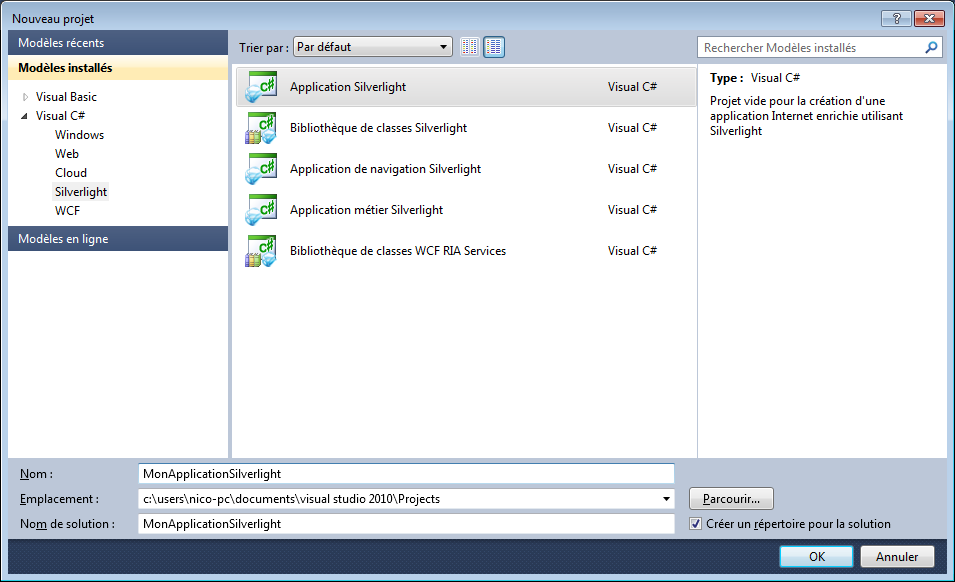 Nouveau projet
Modèles récents
Modèles installés
Visual Basic
Visual C#
Windows
Web
Cloud
Silverlight
WCF
Modèles en ligne
Trier par : Par défaut
Rechercher Modèles installés
Application Silverlight Visual C#
Bibliothèque de classes Silverlight Visual C#
Application de navigation Silverlight Visual C#
Application métier Silverlight Visual C#
Bibliothèque de classes WCF RIA Services Visual C#
Type : Visual C#
Projet vide pour la création d'une
application Internet enrichie utilisant
Silverlight
Nom : MonApplicationSilverlight
Emplacement : c:\users\nico-pc\documents\visual studio 2010\Projects Parcourir...
Nom de solution : MonApplicationSilverlight Créer un répertoire pour la solution
OK Annuler